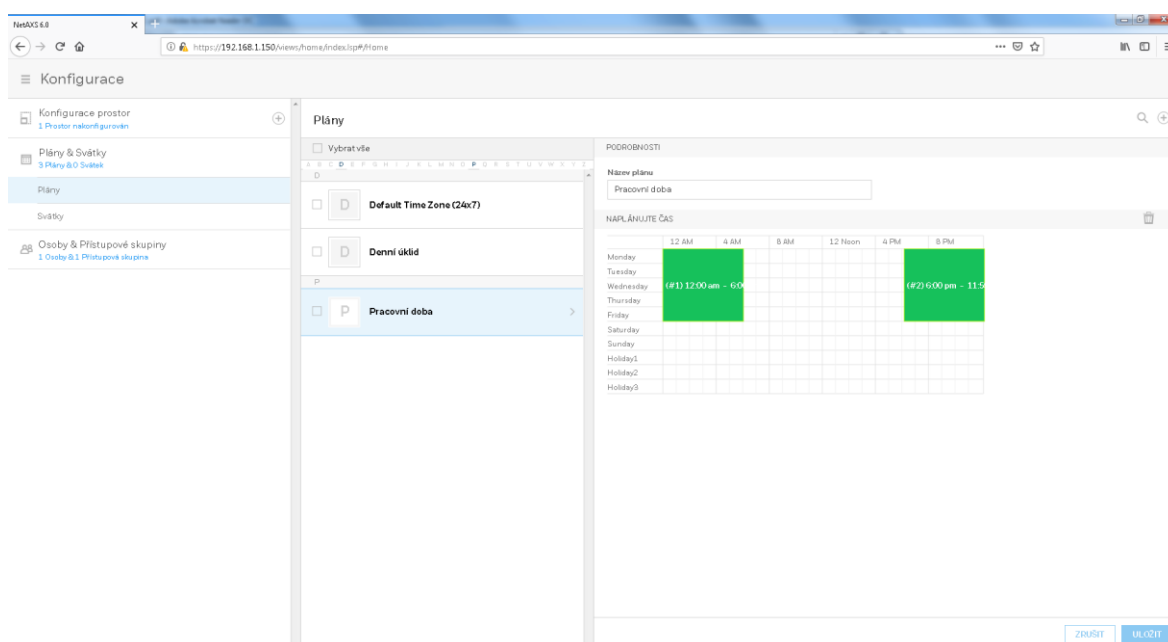 NetAXS 6.0
https://192.168.1.150/views/home/index.lsp#/Home
Konfigurace
Konfigurace prostor
1 Prostor nakonfigurován
Plány & Svátky
3 Plány & 0 Svátek
Plány
Svátky
Osoby & Přístupové skupiny
1 Osoby & 1 Přístupová skupina
Plány
Vybrat vše
A B C D E F G H I J K L M N O P Q R S T U V W X Y Z
D
D
Default Time Zone (24x7)
D
Denní úklid
P
P
Pracovní doba
PODROBNOSTI
Název plánu
Pracovní doba
NAPLÁNUJTE ČAS
12 AM 4 AM 8 AM 12 Noon 4 PM 8 PM
Monday
Tuesday
Wednesday (#1) 12:00 am - 6:0 (#2) 6:00 pm - 11:5
Thursday
Friday
Saturday
Sunday
Holiday1
Holiday2
Holiday3
ZRUŠIT ULOŽIT